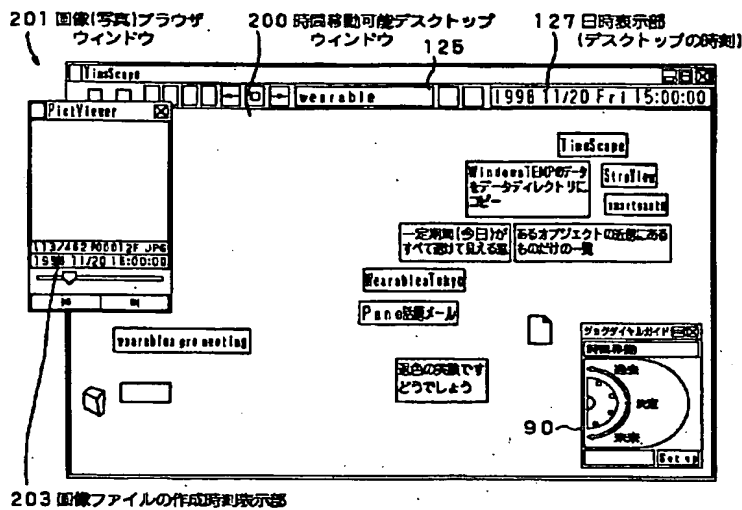 201 画像(写真)ブラウザ
ウィンドウ
200 時間移動可能デスクトップ
ウィンドウ
125
127 日時表示部
(デスクトップの時刻)
TimeScape
wearable
1998 11/20 Fri 15:00:00
PictViewer
TimeScape
WindowsTEMPのデータ
をデータディレクトリに
コピー
StroView
一定期間(今日)が
すべて透けて見える窓
あるオブジェクトの近傍にある
ものだけの一覧
WearablesTokyo
113/462 P00012F.JPG
1998 11/20 15:00:00
Pane話題メール
wearables pre meeting
退色の実験です
どうでしょう
ジョグダイヤルガイド
時間移動
過去
決定
未来
90
Set up
203 画像ファイルの作成時刻表示部